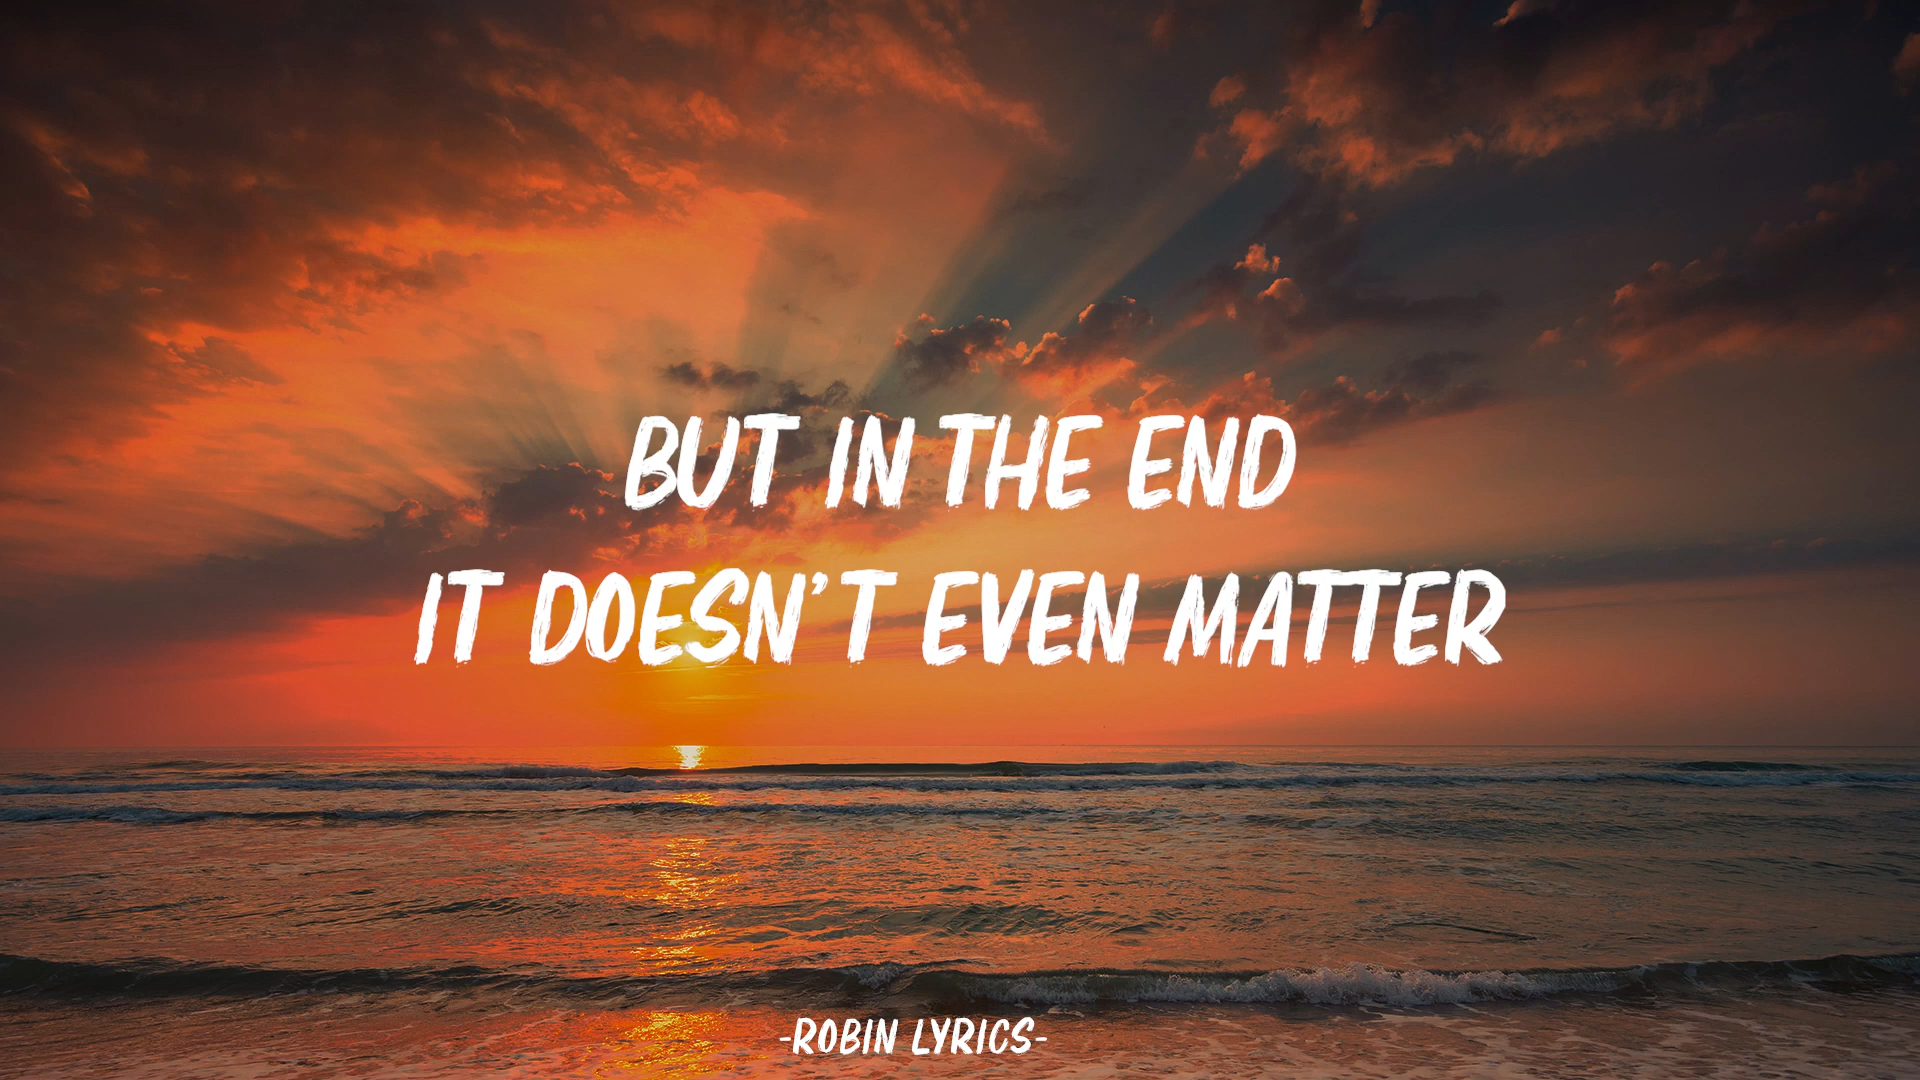 BUT IN THE END
IT DOESN'T EVEN MATTER
-ROBIN LYRICS-